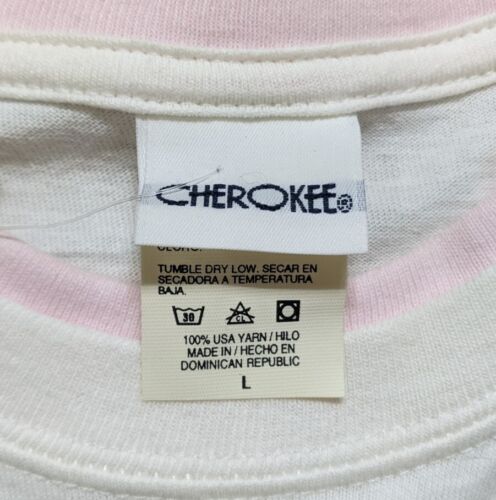 CHEROKEE®
CLORO.
TUMBLE DRY LOW. SECAR EN
SECADORA A TEMPERATURA
BAJA.
30 CL
100% USA YARN / HILO
MADE IN / HECHO EN
DOMINICAN REPUBLIC
L